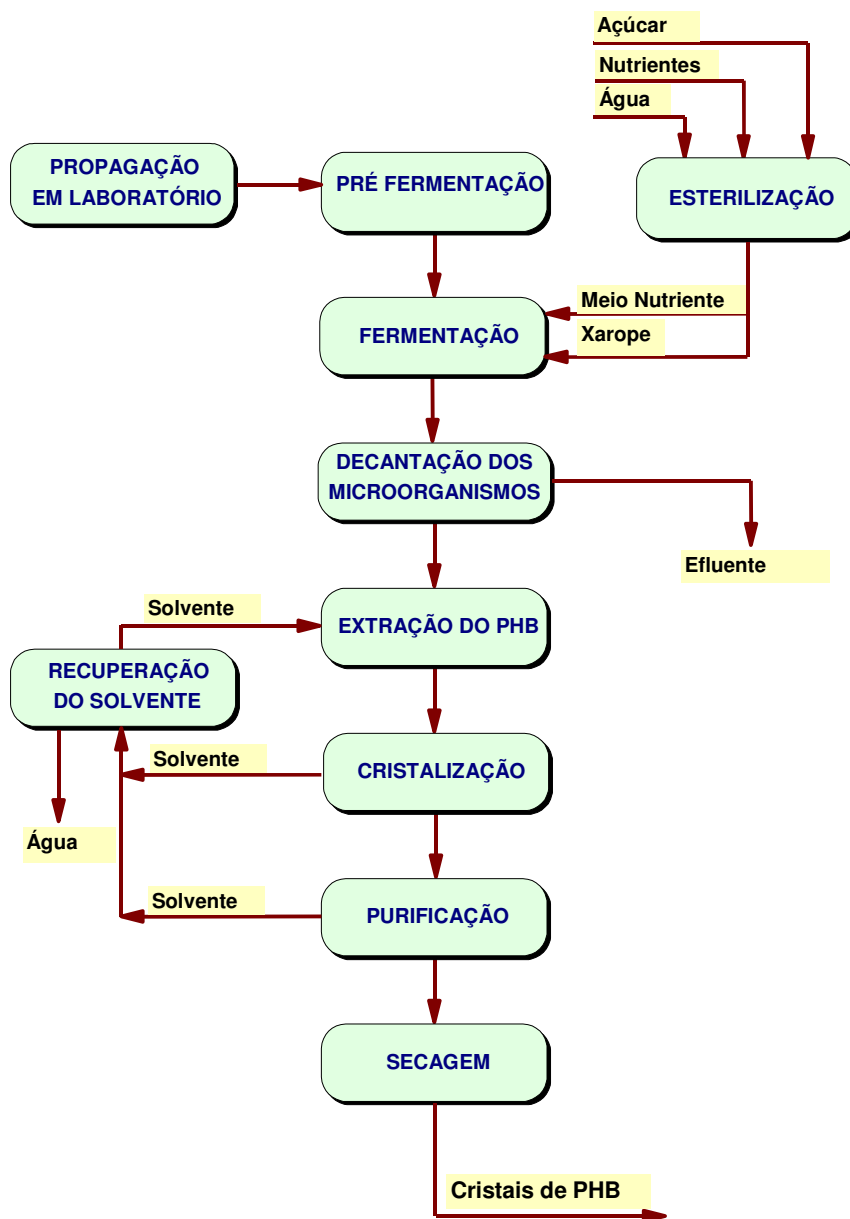 Açúcar
Nutrientes
Água
PROPAGAÇÃO
EM LABORATÓRIO
PRÉ FERMENTAÇÃO
ESTERILIZAÇÃO
Meio Nutriente
FERMENTAÇÃO
Xarope
DECANTAÇÃO DOS
MICROORGANISMOS
Efluente
Solvente
EXTRAÇÃO DO PHB
RECUPERAÇÃO
DO SOLVENTE
Solvente
CRISTALIZAÇÃO
Água
Solvente
PURIFICAÇÃO
SECAGEM
Cristais de PHB